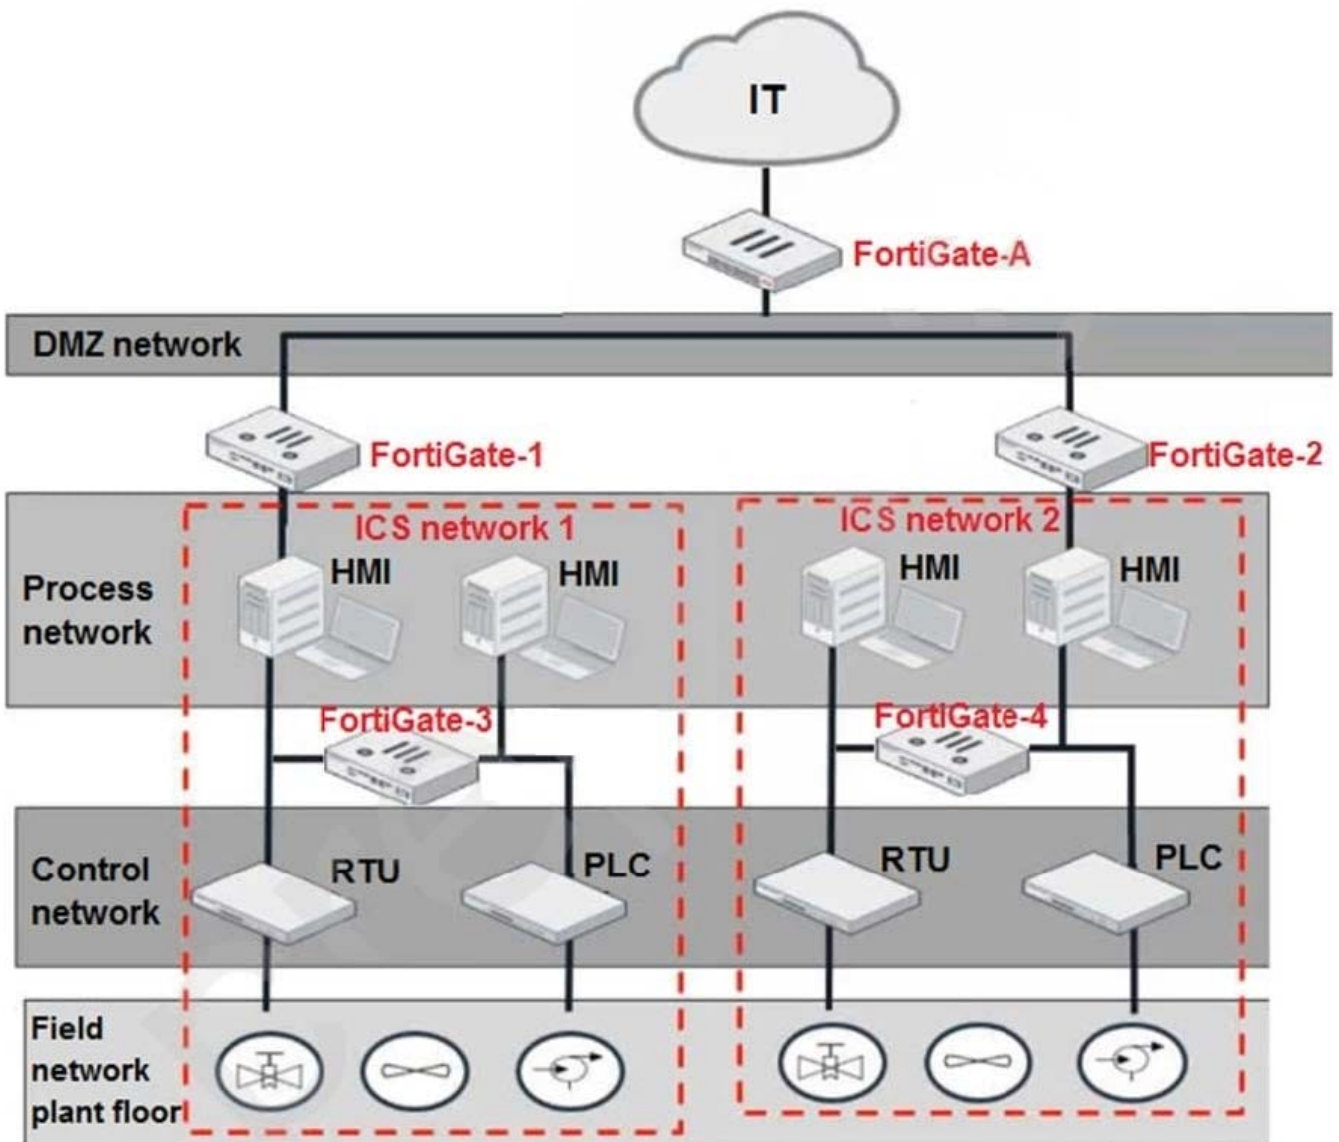 IT
FortiGate-A
DMZ network
FortiGate-1
FortiGate-2
ICS network 1
ICS network 2
HMI
HMI
HMI
HMI
Process
network
FortiGate-3
FortiGate-4
Control
network
RTU
PLC
RTU
PLC
Field
network
plant floor